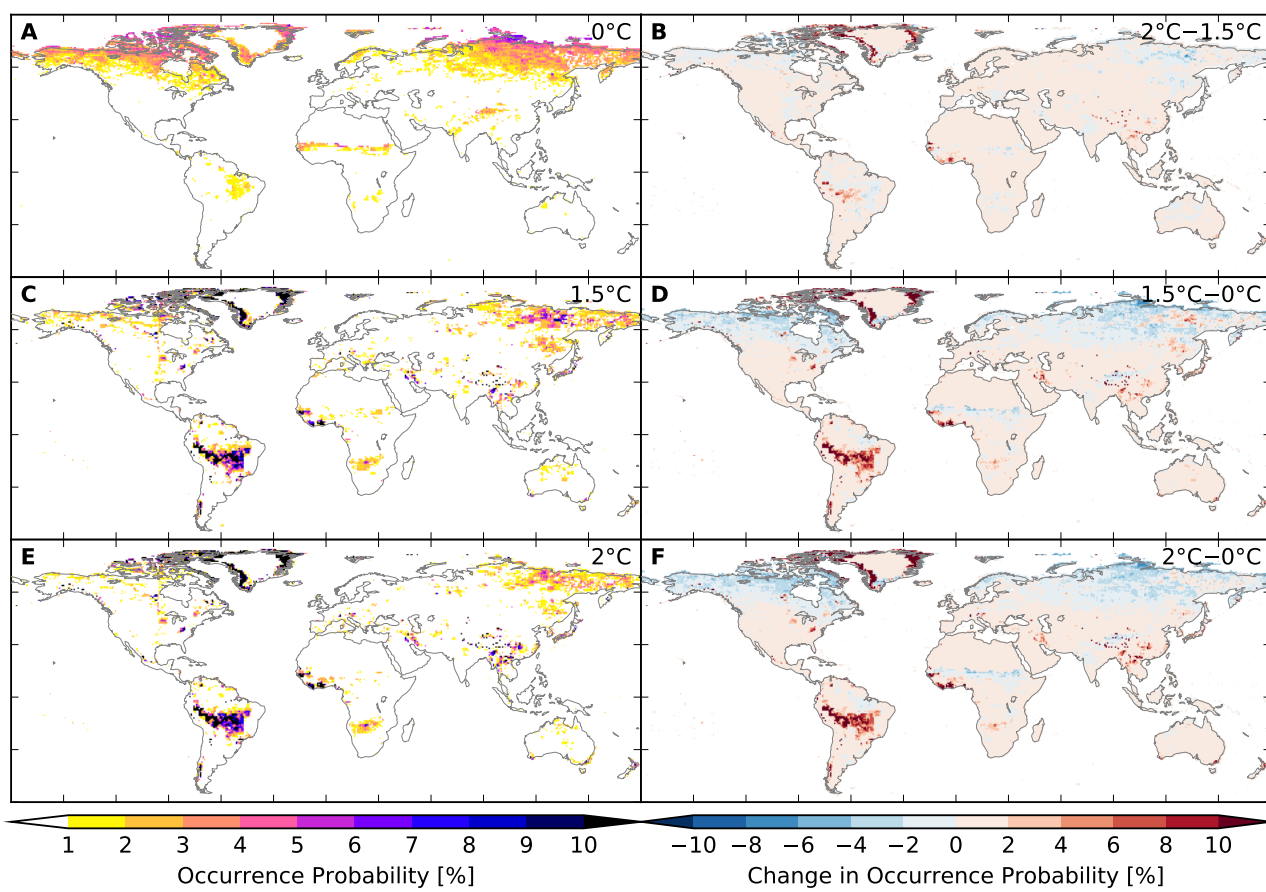 A 0°C
B 2°C−1.5°C
C 1.5°C
D 1.5°C−0°C
E 2°C
F 2°C−0°C
1 2 3 4 5 6 7 8 9 10
−10 −8 −6 −4 −2 0 2 4 6 8 10
Occurrence Probability [%]
Change in Occurrence Probability [%]